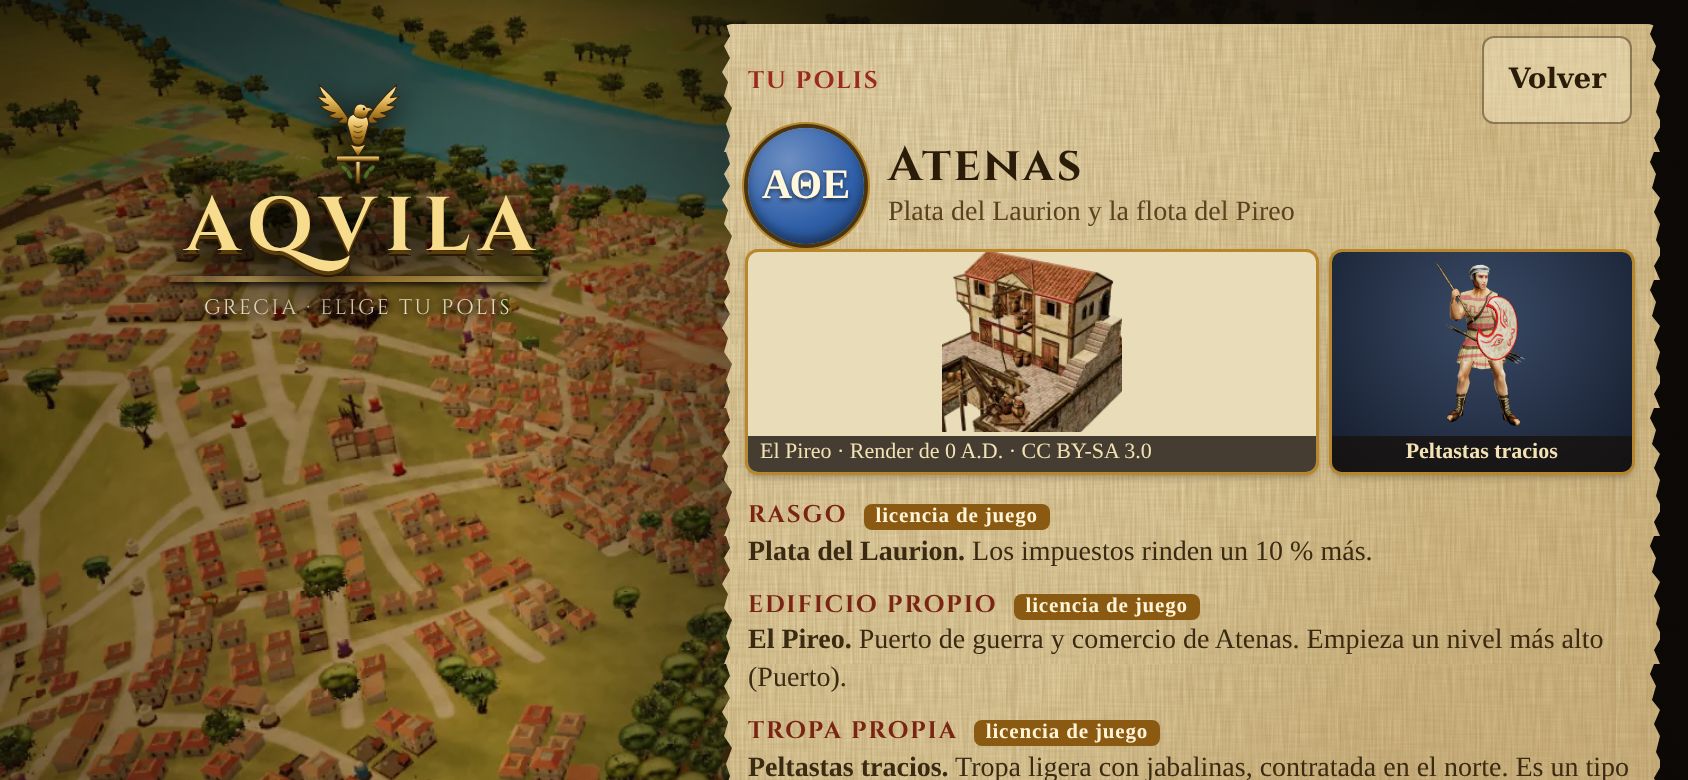 AQVILA
GRECIA · ELIGE TU POLIS
TU POLIS
Volver
ΑΘΕ
ATENAS
Plata del Laurion y la flota del Pireo
El Pireo · Render de 0 A.D. · CC BY-SA 3.0
Peltastas tracios
RASGO licencia de juego
Plata del Laurion. Los impuestos rinden un 10 % más.
EDIFICIO PROPIO licencia de juego
El Pireo. Puerto de guerra y comercio de Atenas. Empieza un nivel más alto
(Puerto).
TROPA PROPIA licencia de juego
Peltastas tracios. Tropa ligera con jabalinas, contratada en el norte. Es un tipo